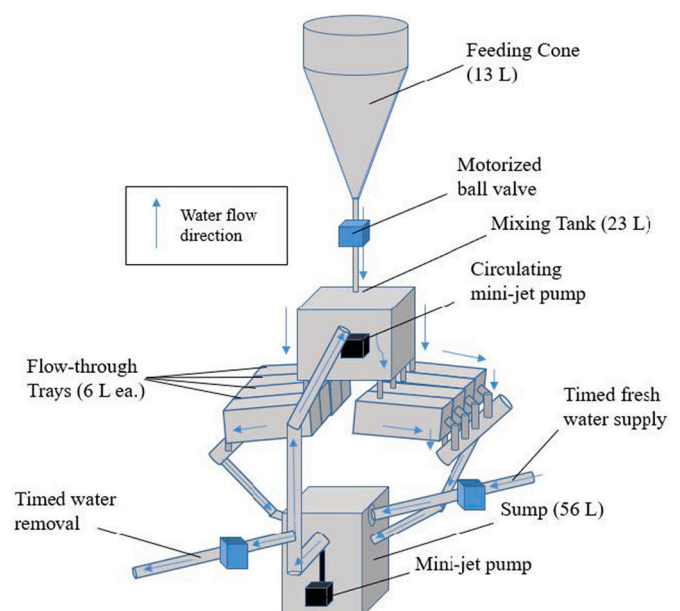 Feeding Cone
(13 L)
Motorized
ball valve
Water flow
direction
Mixing Tank (23 L)
Circulating
mini-jet pump
Flow-through
Trays (6 L ea.)
Timed fresh
water supply
Timed water
removal
Sump (56 L)
Mini-jet pump